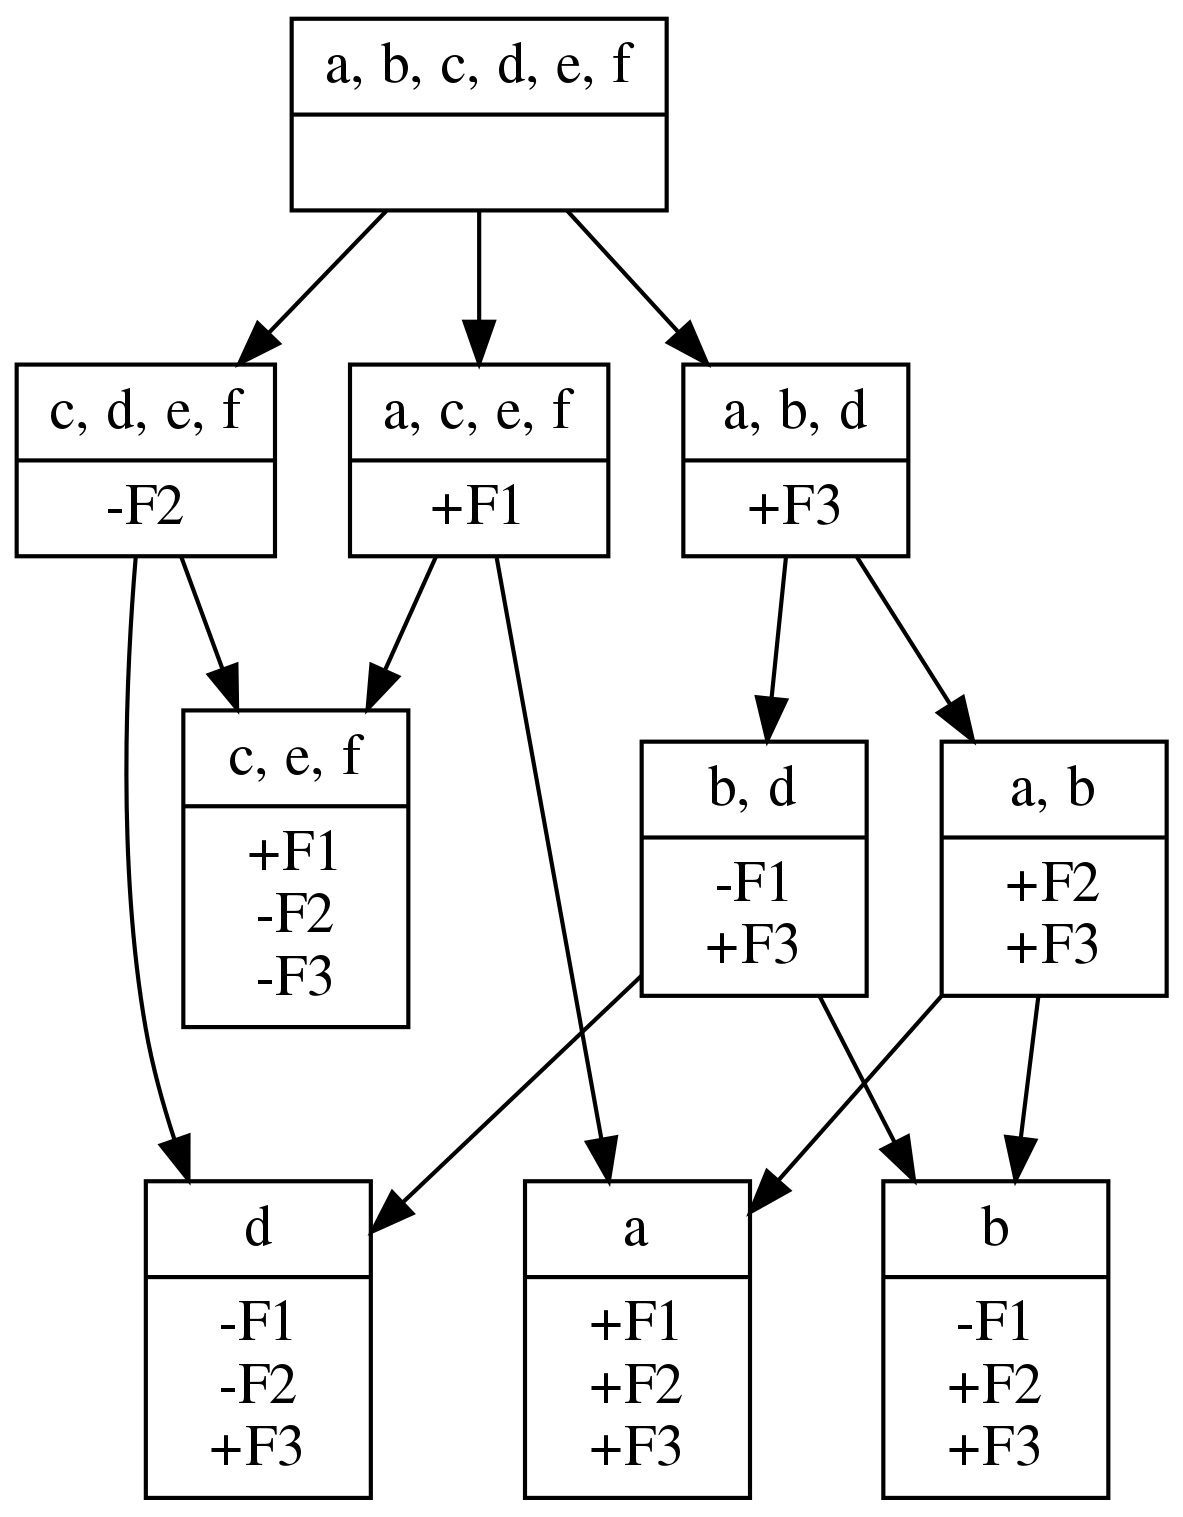 a, b, c, d, e, f
c, d, e, f
-F2
a, c, e, f
+F1
a, b, d
+F3
c, e, f
+F1
-F2
-F3
b, d
-F1
+F3
a, b
+F2
+F3
d
-F1
-F2
+F3
a
+F1
+F2
+F3
b
-F1
+F2
+F3